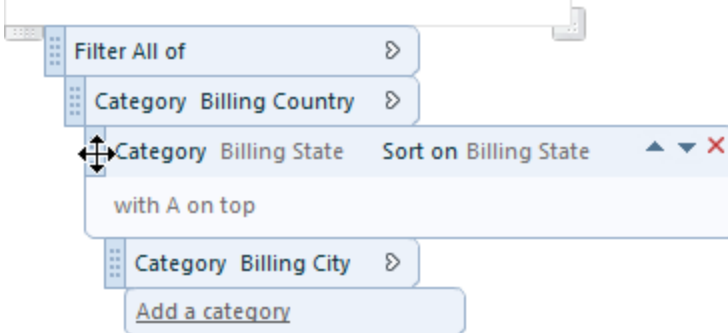 Filter All of
Category Billing Country
Category Billing State Sort on Billing State
with A on top
Category Billing City
Add a category